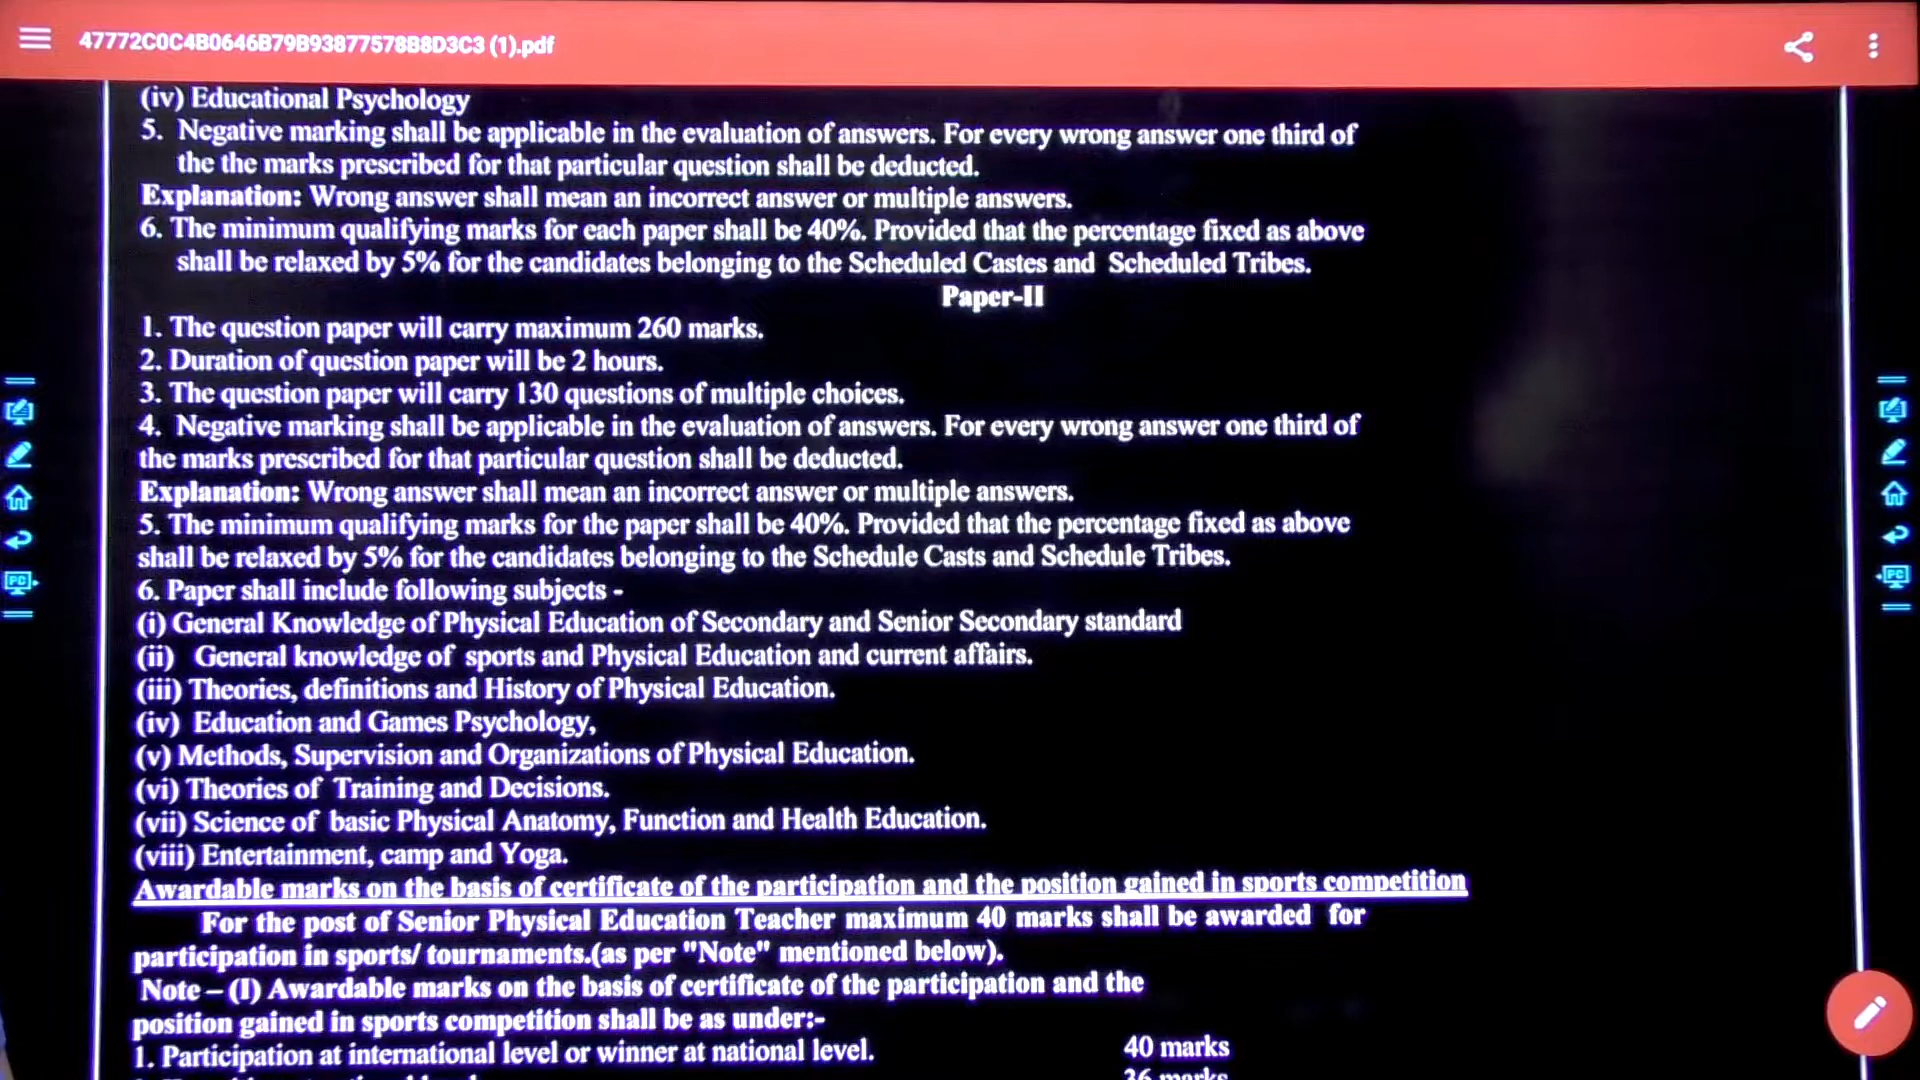 47772C0C4B0646B79B93877578B8D3C3 (1).pdf
(iv) Educational Psychology
5. Negative marking shall be applicable in the evaluation of answers. For every wrong answer one third of
the the marks prescribed for that particular question shall be deducted.
Explanation: Wrong answer shall mean an incorrect answer or multiple answers.
6. The minimum qualifying marks for each paper shall be 40%. Provided that the percentage fixed as above
shall be relaxed by 5% for the candidates belonging to the Scheduled Castes and Scheduled Tribes.
Paper-II
1. The question paper will carry maximum 260 marks.
2. Duration of question paper will be 2 hours.
3. The question paper will carry 130 questions of multiple choices.
4. Negative marking shall be applicable in the evaluation of answers. For every wrong answer one third of
the marks prescribed for that particular question shall be deducted.
Explanation: Wrong answer shall mean an incorrect answer or multiple answers.
5. The minimum qualifying marks for the paper shall be 40%. Provided that the percentage fixed as above
shall be relaxed by 5% for the candidates belonging to the Schedule Casts and Schedule Tribes.
6. Paper shall include following subjects -
(i) General Knowledge of Physical Education of Secondary and Senior Secondary standard
(ii) General knowledge of sports and Physical Education and current affairs.
(iii) Theories, definitions and History of Physical Education.
(iv) Education and Games Psychology,
(v) Methods, Supervision and Organizations of Physical Education.
(vi) Theories of Training and Decisions.
(vii) Science of basic Physical Anatomy, Function and Health Education.
(viii) Entertainment, camp and Yoga.
Awardable marks on the basis of certificate of the participation and the position gained in sports competition
For the post of Senior Physical Education Teacher maximum 40 marks shall be awarded for
participation in sports/ tournaments.(as per "Note" mentioned below).
Note – (I) Awardable marks on the basis of certificate of the participation and the
position gained in sports competition shall be as under:-
1. Participation at international level or winner at national level. 40 marks
36 marks
PC
PC